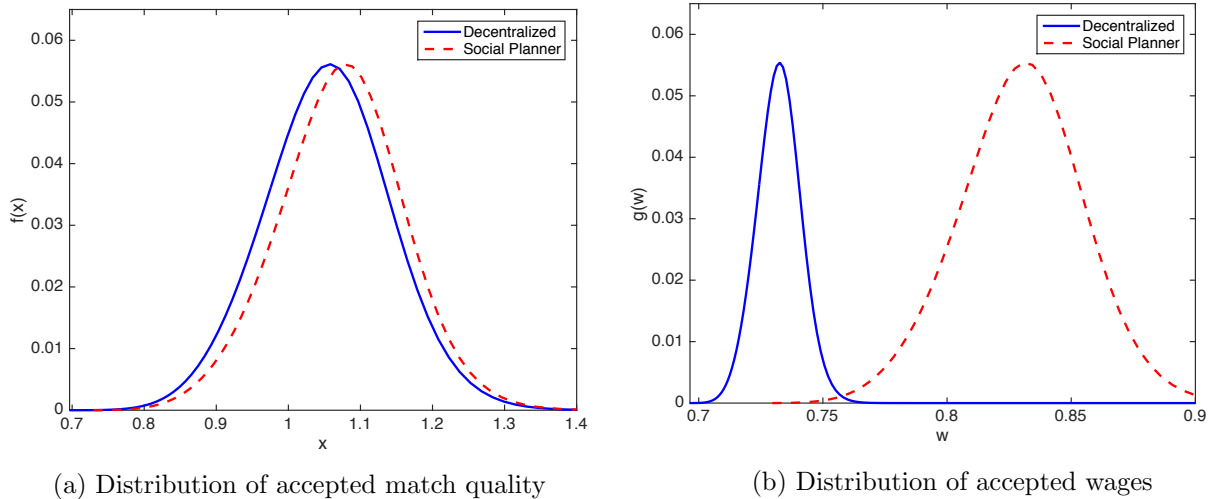 Decentralized
Social Planner
0.06
0.05
0.04
0.03
0.02
0.01
0
f(x)
0.7 0.8 0.9 1 1.1 1.2 1.3 1.4
x
(a) Distribution of accepted match quality
Decentralized
Social Planner
0.06
0.05
0.04
0.03
0.02
0.01
0
g(w)
0.7 0.75 0.8 0.85 0.9
w
(b) Distribution of accepted wages